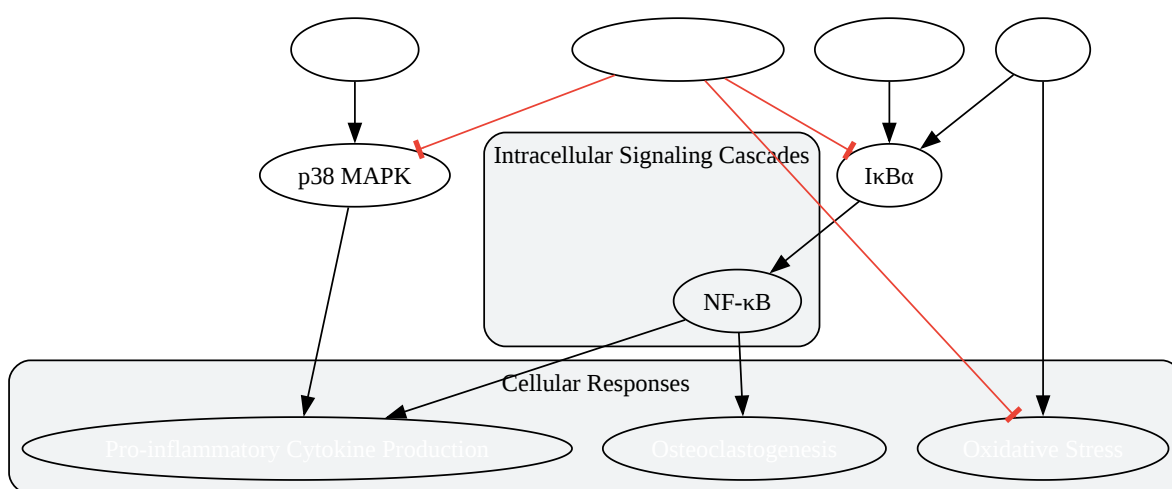 Intracellular Signaling Cascades
p38 MAPK
IκBα
NF-κB
Cellular Responses
Pro-inflammatory Cytokine Production
Osteoclastogenesis
Oxidative Stress